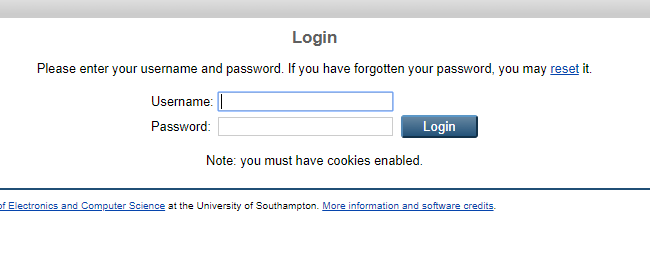 Login
Please enter your username and password. If you have forgotten your password, you may reset it.
Username:
Password: Login
Note: you must have cookies enabled.
of Electronics and Computer Science at the University of Southampton. More information and software credits.